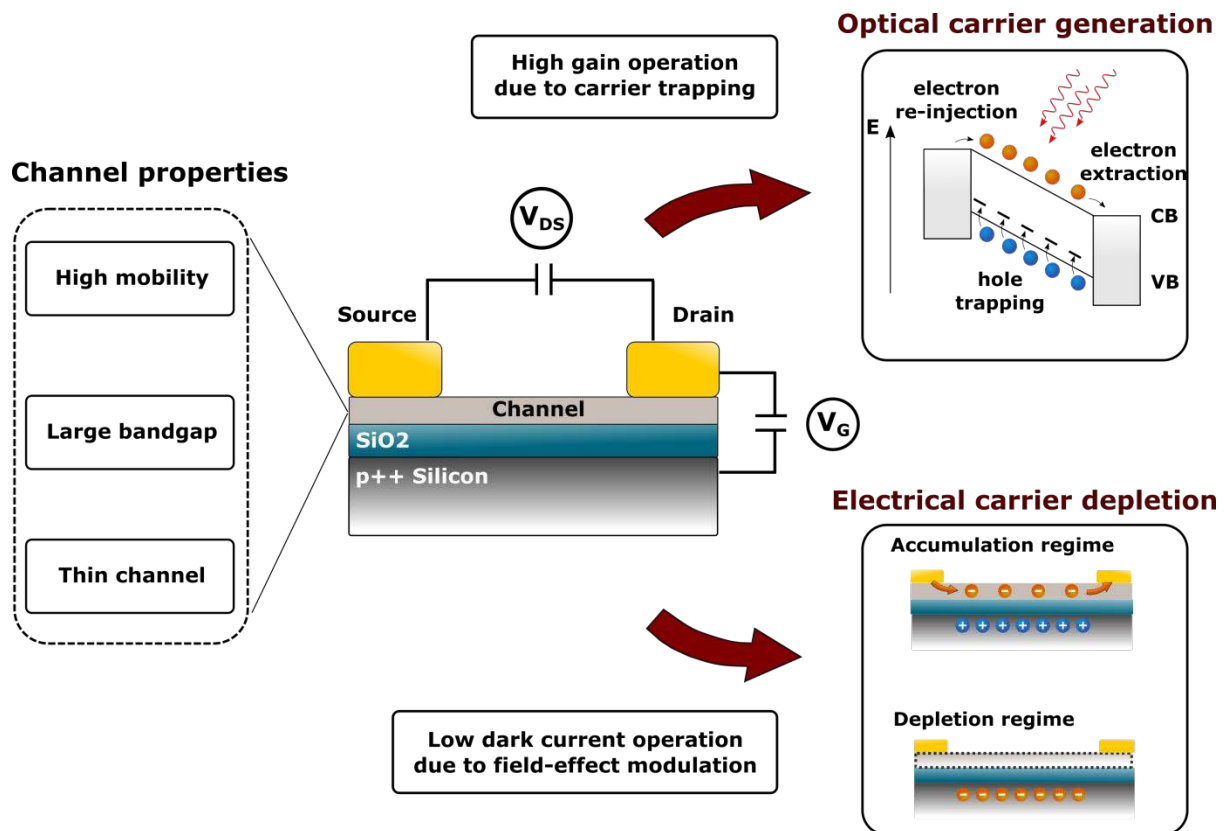 Optical carrier generation
High gain operation
due to carrier trapping
electron
re-injection
E
electron
extraction
CB
hole
trapping
VB
Channel properties
High mobility
Large bandgap
Thin channel
VDS
Source
Drain
Channel
SiO2
p++ Silicon
VG
Electrical carrier depletion
Accumulation regime
− − − −
+ + + + + + +
Depletion regime
− − − − − − −
Low dark current operation
due to field-effect modulation